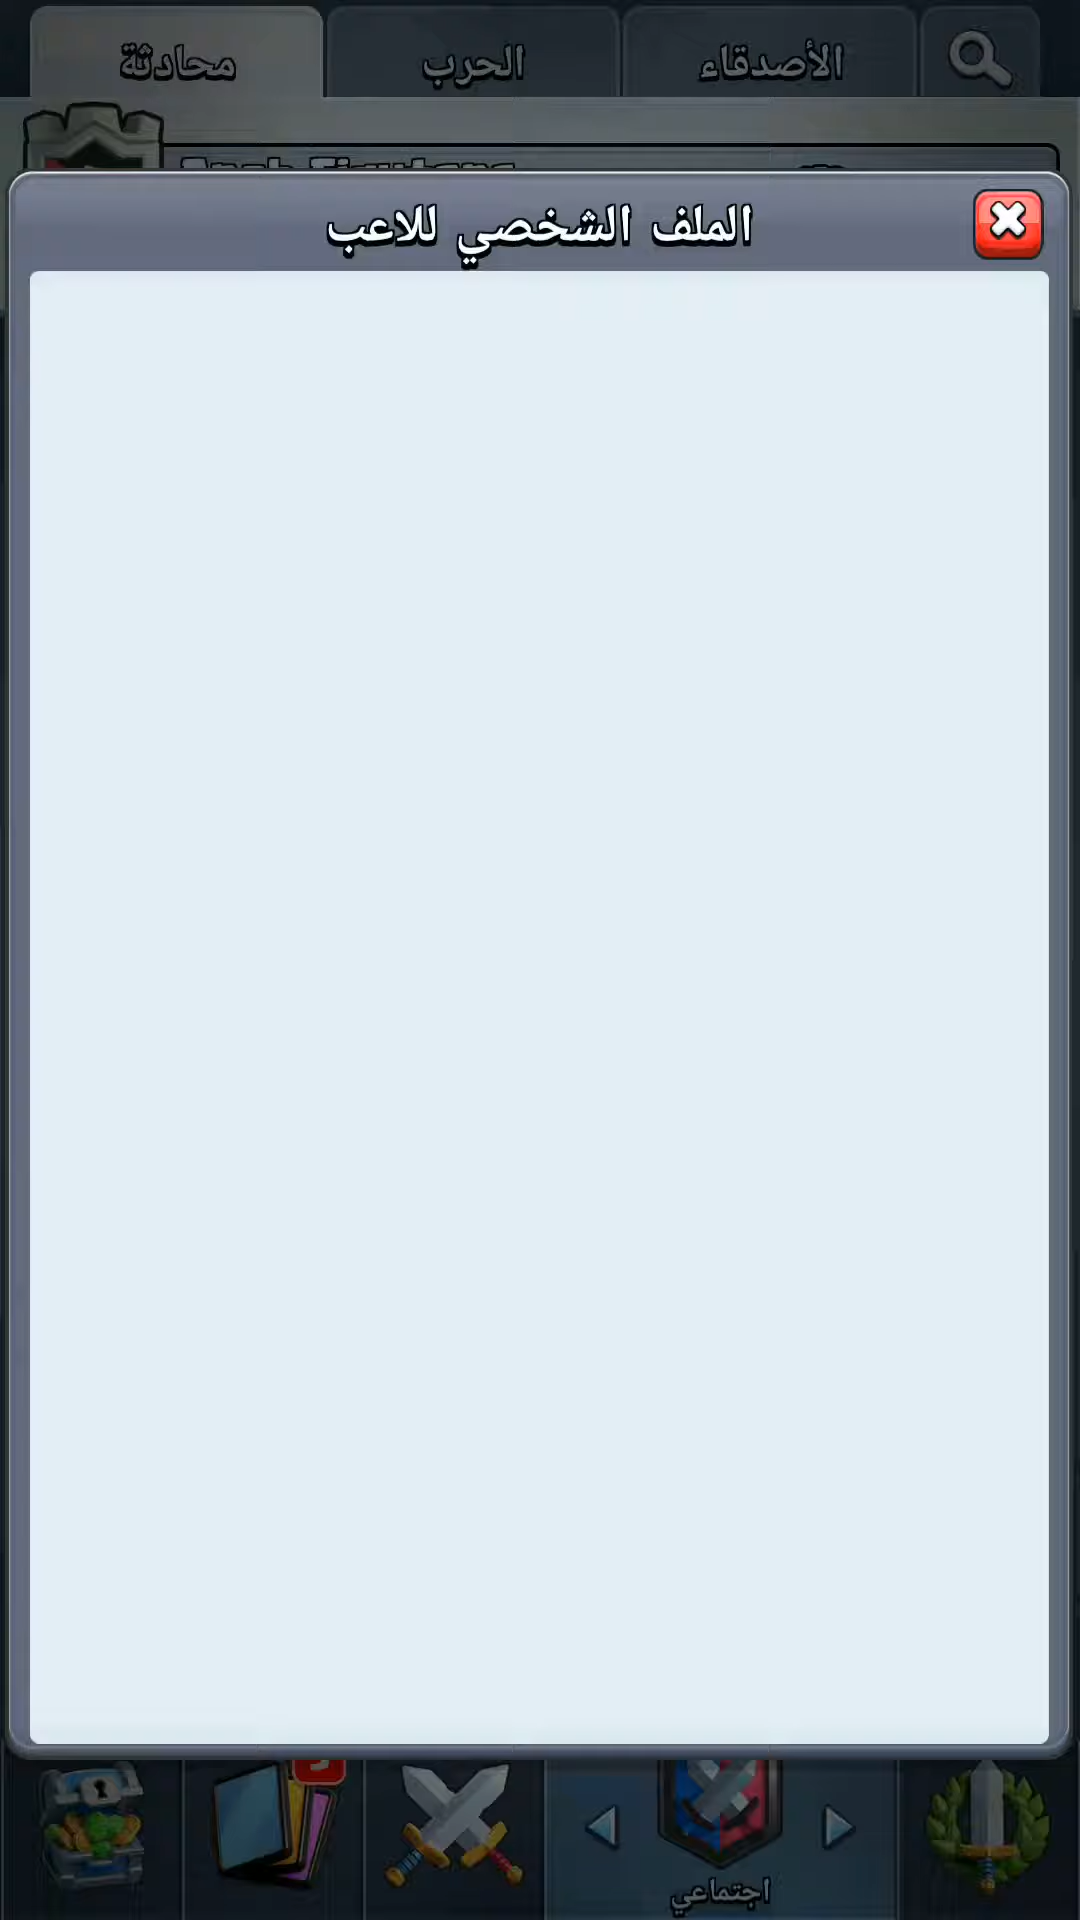 محادثة الحرب الأصدقاء
الملف الشخصي للاعب
اجتماعي